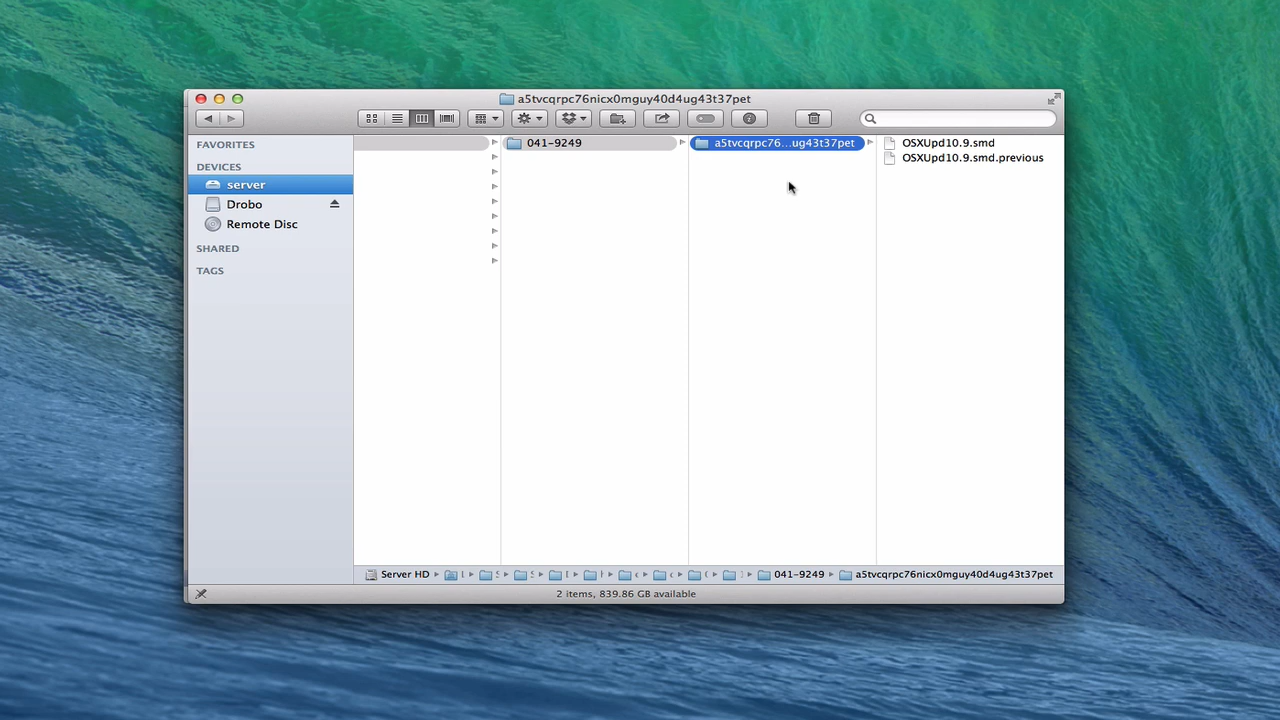 a5tvcqrpc76nicx0mguy40d4ug43t37pet
FAVORITES
DEVICES
server
Drobo
Remote Disc
SHARED
TAGS
041-9249
a5tvcqrpc76...ug43t37pet
OSXUpd10.9.smd
OSXUpd10.9.smd.previous
Server HD
041-9249
a5tvcqrpc76nicx0mguy40d4ug43t37pet
2 items, 839.86 GB available